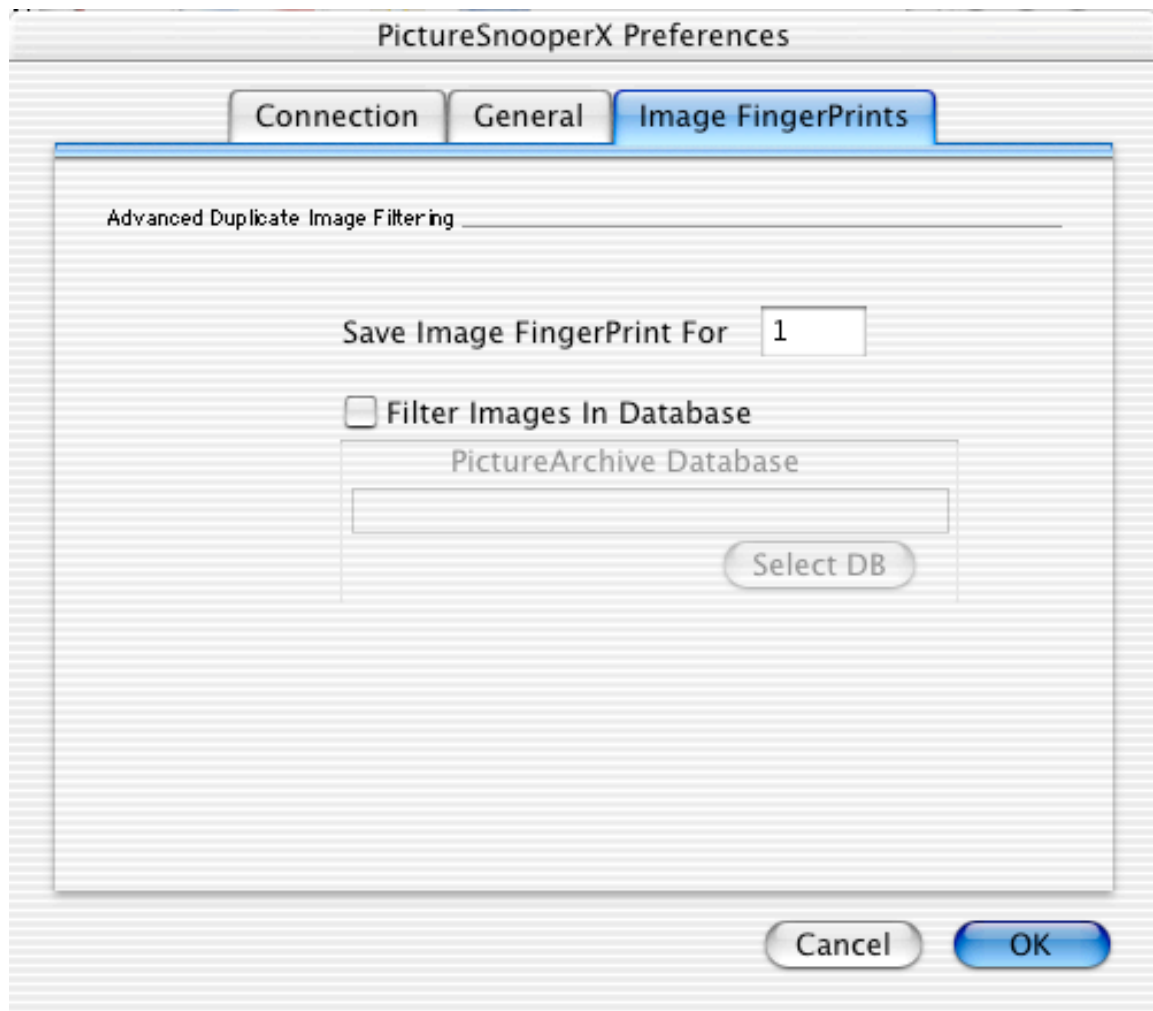 PictureSnooperX Preferences
Connection General Image FingerPrints
Advanced Duplicate Image Filtering
Save Image FingerPrint For 1
Filter Images In Database
PictureArchive Database
Select DB
Cancel OK